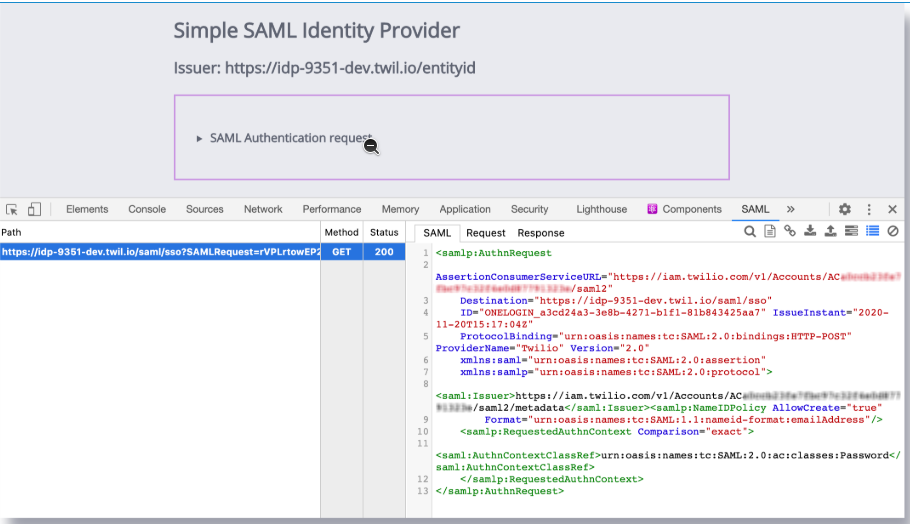 Simple SAML Identity Provider
Issuer: https://idp-9351-dev.twil.io/entityid
▸ SAML Authentication request
Elements Console Sources Network Performance Memory Application Security Lighthouse Components SAML »
Path Method Status
SAML Request Response
https://idp-9351-dev.twil.io/saml/sso?SAMLRequest=rVPLrtowEP2 GET 200
1 <samlp:AuthnRequest
2
AssertionConsumerServiceURL="https://iam.twilio.com/v1/Accounts/AC
/saml2"
3 Destination="https://idp-9351-dev.twil.io/saml/sso"
4 ID="ONELOGIN_a3cd24a3-3e8b-4271-b1f1-81b843425aa7" IssueInstant="2020-
11-20T15:17:04Z"
5 ProtocolBinding="urn:oasis:names:tc:SAML:2.0:bindings:HTTP-POST"
ProviderName="Twilio" Version="2.0"
6 xmlns:saml="urn:oasis:names:tc:SAML:2.0:assertion"
7 xmlns:samlp="urn:oasis:names:tc:SAML:2.0:protocol">
8
<saml:Issuer>https://iam.twilio.com/v1/Accounts/AC
/saml2/metadata</saml:Issuer><samlp:NameIDPolicy AllowCreate="true"
9 Format="urn:oasis:names:tc:SAML:1.1:nameid-format:emailAddress"/>
10 <samlp:RequestedAuthnContext Comparison="exact">
11
<saml:AuthnContextClassRef>urn:oasis:names:tc:SAML:2.0:ac:classes:Password</
saml:AuthnContextClassRef>
12 </samlp:RequestedAuthnContext>
13 </samlp:AuthnRequest>